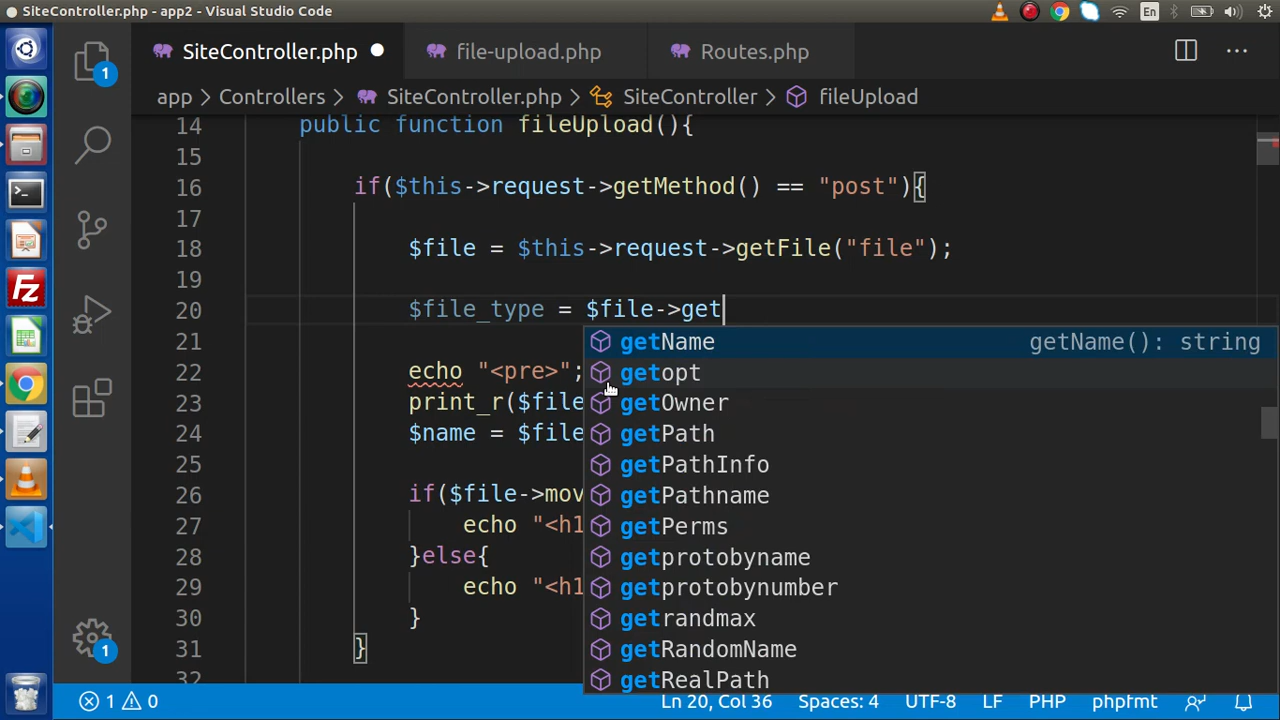 SiteController.php - app2 - Visual Studio Code
En
SiteController.php
file-upload.php
Routes.php
app > Controllers > SiteController.php > SiteController > fileUpload
14 public function fileUpload(){
15
16 if($this->request->getMethod() == "post"){
17
18 $file = $this->request->getFile("file");
19
20 $file_type = $file->get
21
22 echo "<pre>";
23 print_r($file
24 $name = $file
25
26 if($file->mov
27 echo "<h1
28 }else{
29 echo "<h1
30 }
31 }
32
getName getName(): string
getopt
getOwner
getPath
getPathInfo
getPathname
getPerms
getprotobyname
getprotobynumber
getrandmax
getRandomName
getRealPath
1
1
Fz
1 0
Ln 20, Col 36
Spaces: 4
UTF-8
LF
PHP
phpfmt